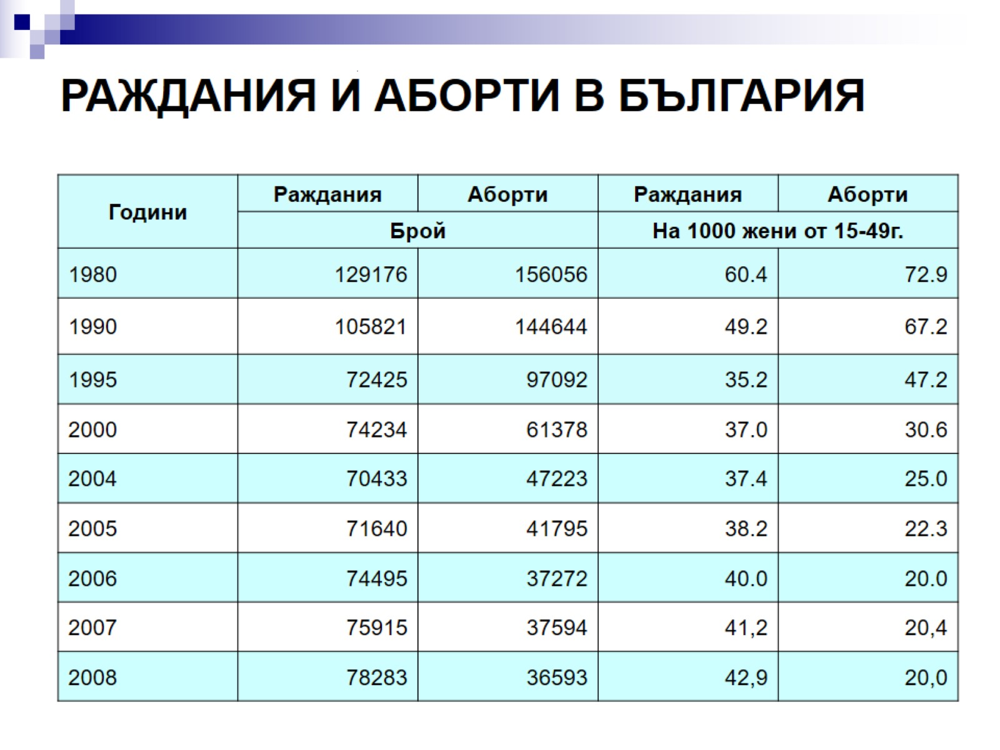 РАЖДАНИЯ И АБОРТИ В БЪЛГАРИЯ
Години Раждания Аборти Раждания Аборти
Брой На 1000 жени от 15-49г.
1980 129176 156056 60.4 72.9
1990 105821 144644 49.2 67.2
1995 72425 97092 35.2 47.2
2000 74234 61378 37.0 30.6
2004 70433 47223 37.4 25.0
2005 71640 41795 38.2 22.3
2006 74495 37272 40.0 20.0
2007 75915 37594 41,2 20,4
2008 78283 36593 42,9 20,0